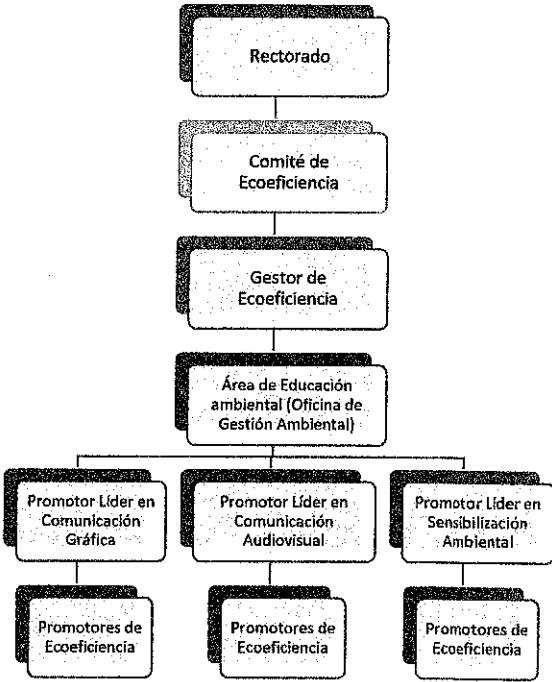 Rectorado
Comité de
Ecoeficiencia
Gestor de
Ecoeficiencia
Área de Educación
ambiental (Oficina de
Gestión Ambiental)
Promotor Líder en
Comunicación
Gráfica
Promotor Líder en
Comunicación
Audiovisual
Promotor Líder en
Sensibilización
Ambiental
Promotores de
Ecoeficiencia
Promotores de
Ecoeficiencia
Promotores de
Ecoeficiencia